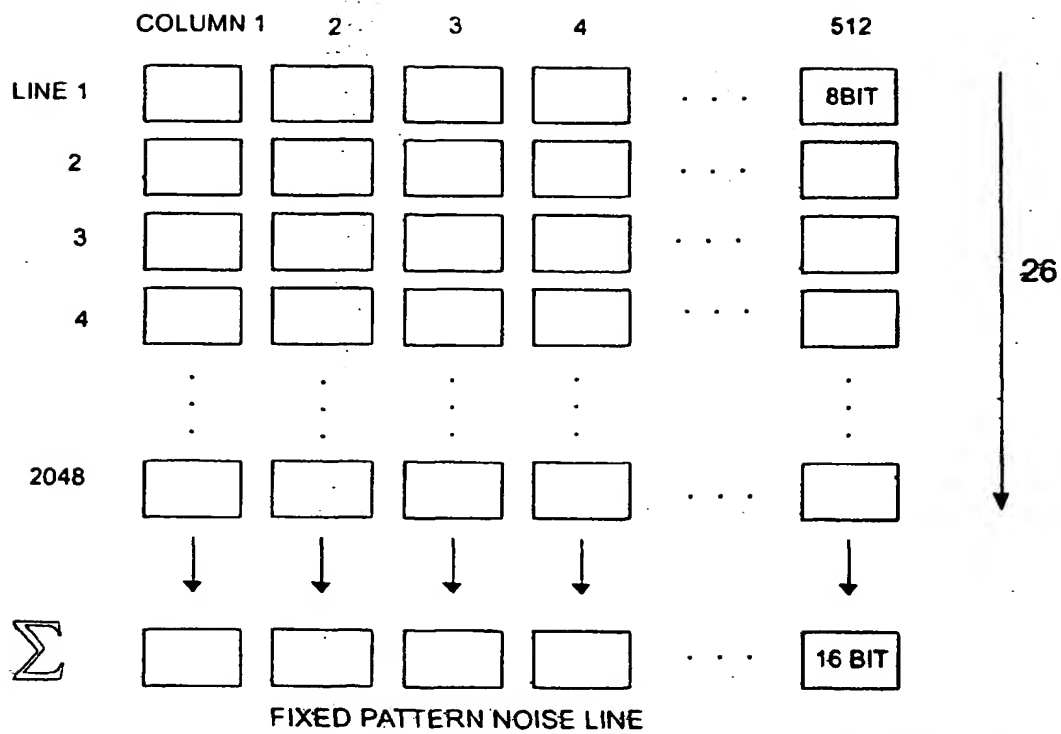 COLUMN 1 2 3 4 512
LINE 1 . . . 8BIT
2 . . .
3 . . .
4 . . .
26
2048 . . .
Σ . . . 16 BIT
FIXED PATTERN NOISE LINE